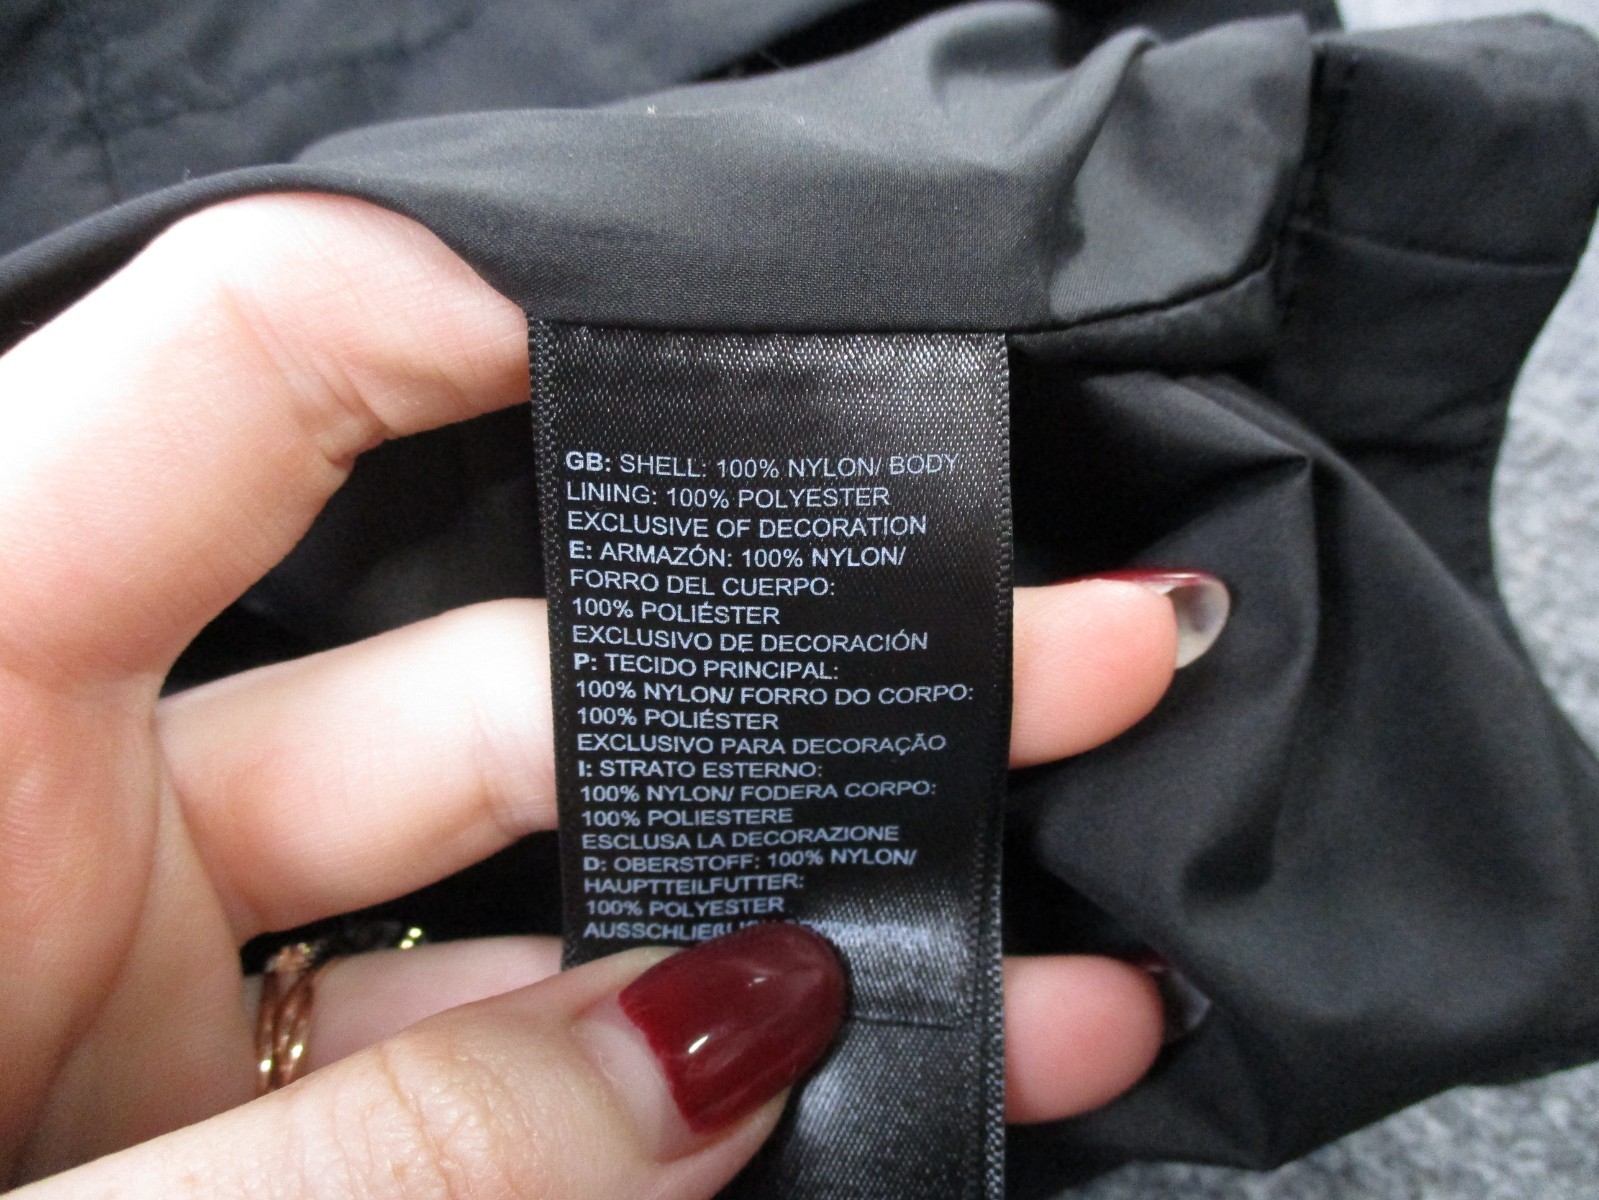 GB: SHELL: 100% NYLON/ BODY
LINING: 100% POLYESTER
EXCLUSIVE OF DECORATION
E: ARMAZÓN: 100% NYLON/
FORRO DEL CUERPO:
100% POLIÉSTER
EXCLUSIVO DE DECORACIÓN
P: TECIDO PRINCIPAL:
100% NYLON/ FORRO DO CORPO:
100% POLIÉSTER
EXCLUSIVO PARA DECORAÇÃO
I: STRATO ESTERNO:
100% NYLON/ FODERA CORPO:
100% POLIESTERE
ESCLUSA LA DECORAZIONE
D: OBERSTOFF: 100% NYLON/
HAUPTTEILFUTTER:
100% POLYESTER